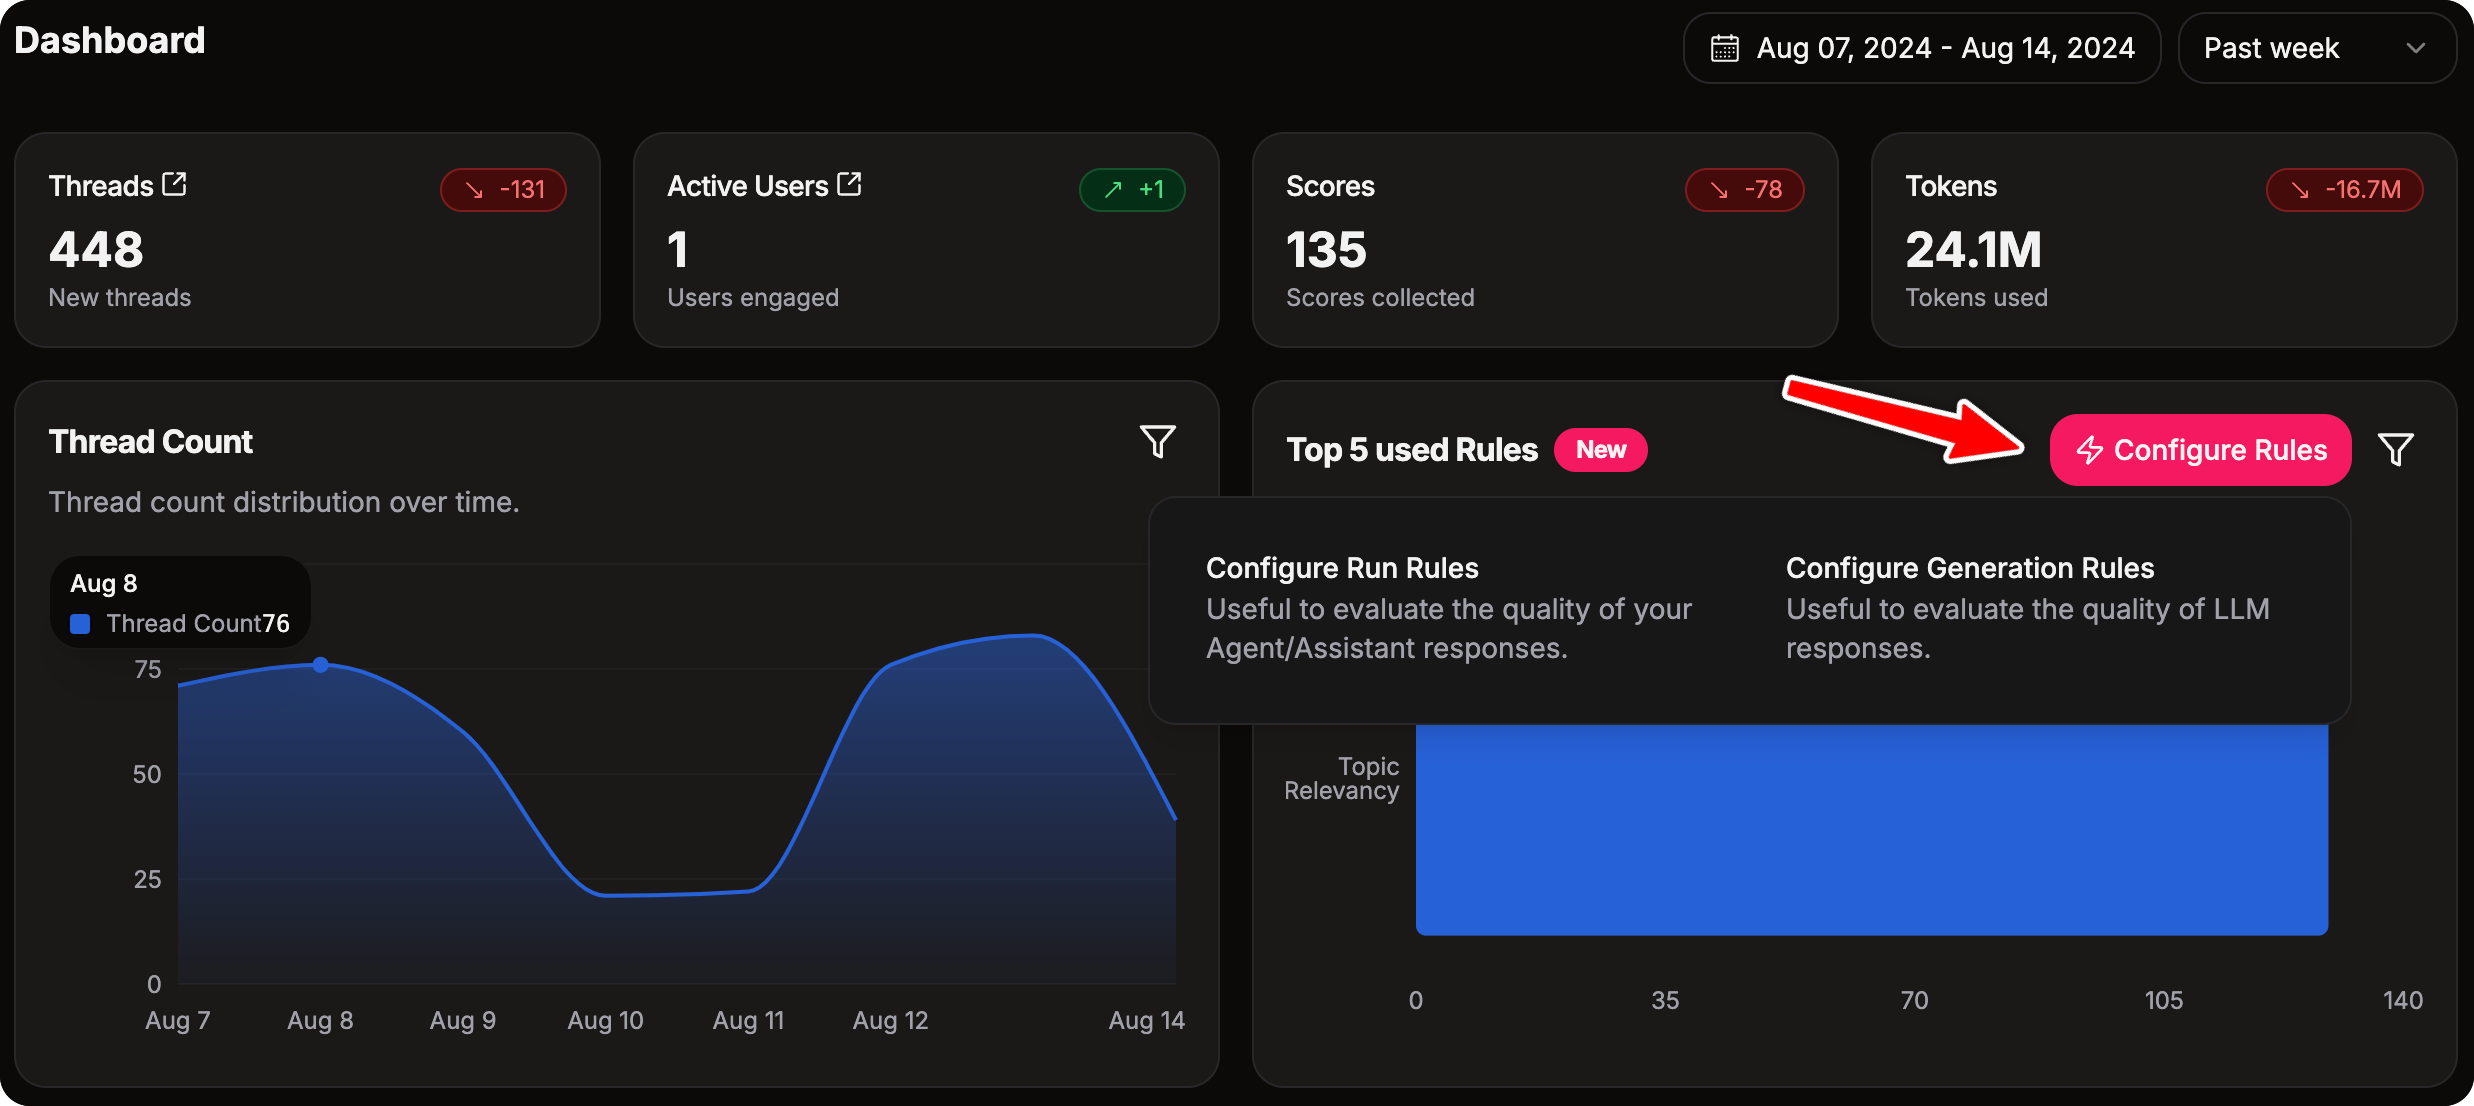 Dashboard
Aug 07, 2024 - Aug 14, 2024
Past week
Threads
-131
448
New threads
Active Users
+1
1
Users engaged
Scores
-78
135
Scores collected
Tokens
-16.7M
24.1M
Tokens used
Thread Count
Thread count distribution over time.
Aug 8
Thread Count76
75
50
25
0
Aug 7
Aug 8
Aug 9
Aug 10
Aug 11
Aug 12
Aug 14
Top 5 used Rules
New
Configure Rules
Configure Run Rules
Useful to evaluate the quality of your
Agent/Assistant responses.
Configure Generation Rules
Useful to evaluate the quality of LLM
responses.
Topic
Relevancy
0
35
70
105
140